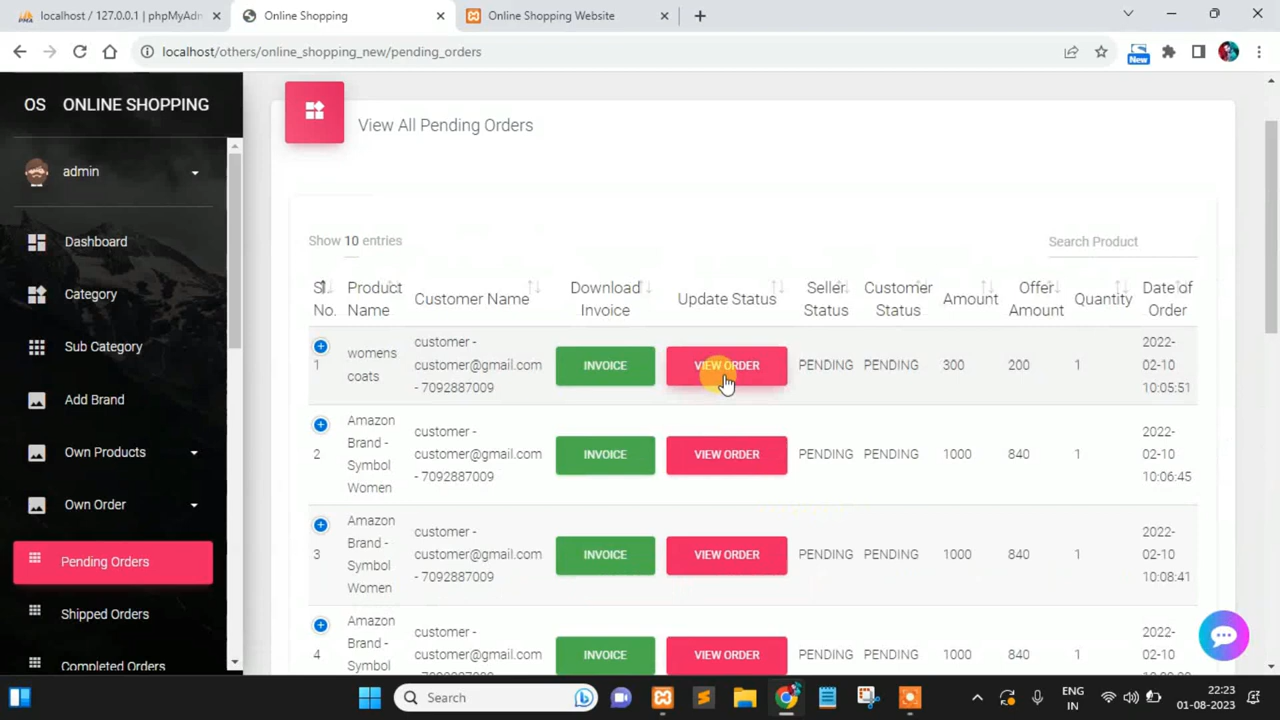 localhost / 127.0.0.1 | phpMyAdm
Online Shopping
Online Shopping Website
localhost/others/online_shopping_new/pending_orders
New
OS ONLINE SHOPPING
admin
Dashboard
Category
Sub Category
Add Brand
Own Products
Own Order
Pending Orders
Shipped Orders
Completed Orders
View All Pending Orders
Show 10 entries
Search Product
No.
Product Name
Customer Name
Download Invoice
Update Status
Seller Status
Customer Status
Amount
Offer Amount
Quantity
Date of Order
1
womens
coats
customer -
customer@gmail.com
- 7092887009
INVOICE
VIEW ORDER
PENDING
PENDING
300
200
1
2022-
02-10
10:05:51
2
Amazon
Brand -
Symbol
Women
customer -
customer@gmail.com
- 7092887009
INVOICE
VIEW ORDER
PENDING
PENDING
1000
840
1
2022-
02-10
10:06:45
3
Amazon
Brand -
Symbol
Women
customer -
customer@gmail.com
- 7092887009
INVOICE
VIEW ORDER
PENDING
PENDING
1000
840
1
2022-
02-10
10:08:41
4
Amazon
Brand -
Symbol
customer -
customer@gmail.com
INVOICE
VIEW ORDER
PENDING
PENDING
1000
840
1
2022-
02-10
Search
ENG
IN
22:23
01-08-2023